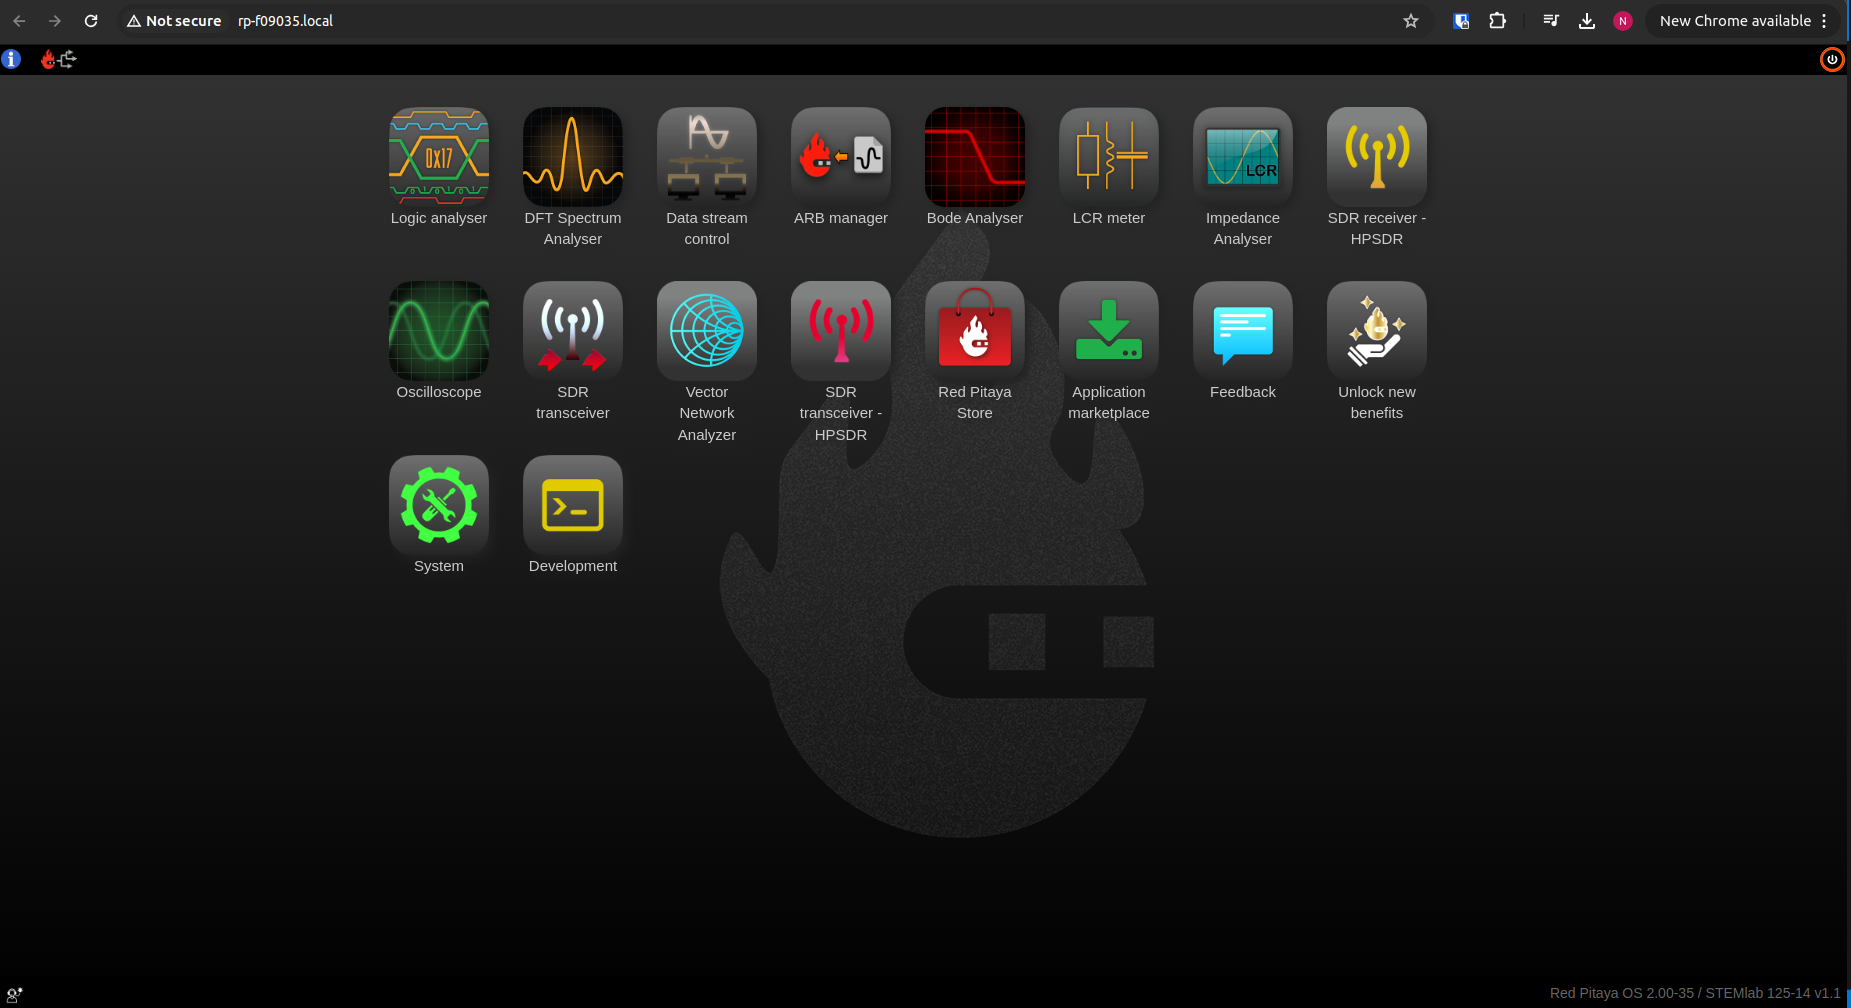 Not secure
rp-f09035.local
N
New Chrome available
0x17
LCR
Logic analyser
DFT Spectrum
Analyser
Data stream
control
ARB manager
Bode Analyser
LCR meter
Impedance
Analyser
SDR receiver -
HPSDR
Oscilloscope
SDR
transceiver
Vector
Network
Analyzer
SDR
transceiver -
HPSDR
Red Pitaya
Store
Application
marketplace
Feedback
Unlock new
benefits
System
Development
Red Pitaya OS 2.00-35 / STEMlab 125-14 v1.1